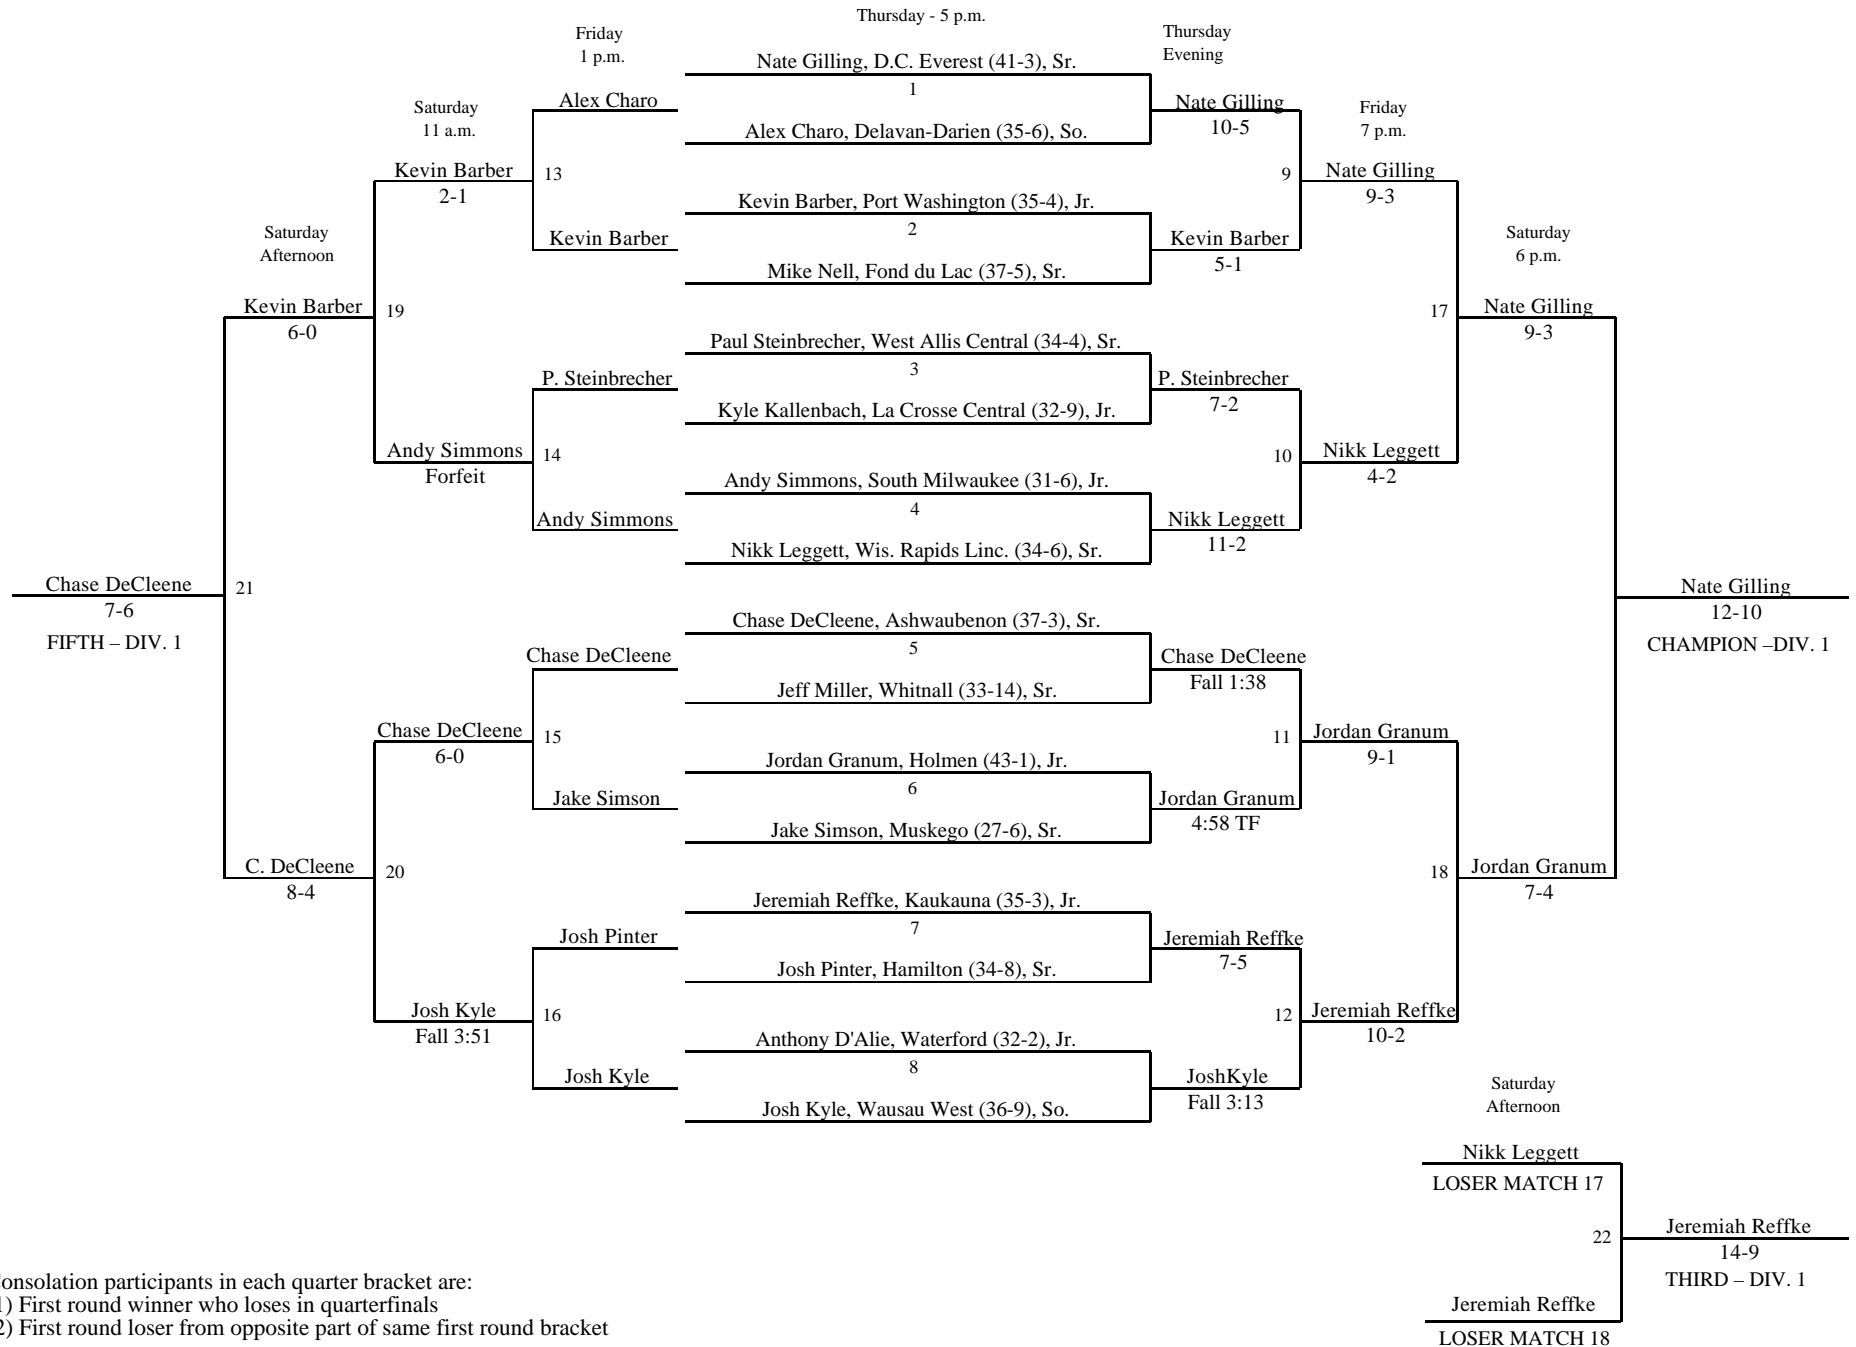 Thursday - 5 p.m.
Friday
1 p.m.
Thursday
Evening
Nate Gilling, D.C. Everest (41-3), Sr.
1
Saturday
11 a.m.
Alex Charo
Nate Gilling
10-5
Friday
7 p.m.
Alex Charo, Delavan-Darien (35-6), So.
Kevin Barber
2-1
13
9
Nate Gilling
9-3
Kevin Barber, Port Washington (35-4), Jr.
2
Saturday
Afternoon
Kevin Barber
Kevin Barber
5-1
Saturday
6 p.m.
Mike Nell, Fond du Lac (37-5), Sr.
Kevin Barber
6-0
19
17
Nate Gilling
9-3
Paul Steinbrecher, West Allis Central (34-4), Sr.
3
P. Steinbrecher
P. Steinbrecher
7-2
Kyle Kallenbach, La Crosse Central (32-9), Jr.
Andy Simmons
Forfeit
14
10
Nikk Leggett
4-2
Andy Simmons, South Milwaukee (31-6), Jr.
4
Andy Simmons
Nikk Leggett
11-2
Nikk Leggett, Wis. Rapids Linc. (34-6), Sr.
Chase DeCleene
7-6
FIFTH – DIV. 1
21
Nate Gilling
12-10
CHAMPION –DIV. 1
Chase DeCleene, Ashwaubenon (37-3), Sr.
5
Chase DeCleene
Chase DeCleene
Fall 1:38
Jeff Miller, Whitnall (33-14), Sr.
Chase DeCleene
6-0
15
11
Jordan Granum
9-1
Jordan Granum, Holmen (43-1), Jr.
6
Jake Simson
Jordan Granum
4:58 TF
Jake Simson, Muskego (27-6), Sr.
C. DeCleene
8-4
20
18
Jordan Granum
7-4
Jeremiah Reffke, Kaukauna (35-3), Jr.
7
Josh Pinter
Jeremiah Reffke
7-5
Josh Pinter, Hamilton (34-8), Sr.
Josh Kyle
Fall 3:51
16
12
Jeremiah Reffke
10-2
Anthony D'Alie, Waterford (32-2), Jr.
8
Josh Kyle
JoshKyle
Fall 3:13
Josh Kyle, Wausau West (36-9), So.
Saturday
Afternoon
Nikk Leggett
LOSER MATCH 17
22
Jeremiah Reffke
14-9
THIRD – DIV. 1
Jeremiah Reffke
LOSER MATCH 18
onsolation participants in each quarter bracket are:
) First round winner who loses in quarterfinals
2) First round loser from opposite part of same first round bracket